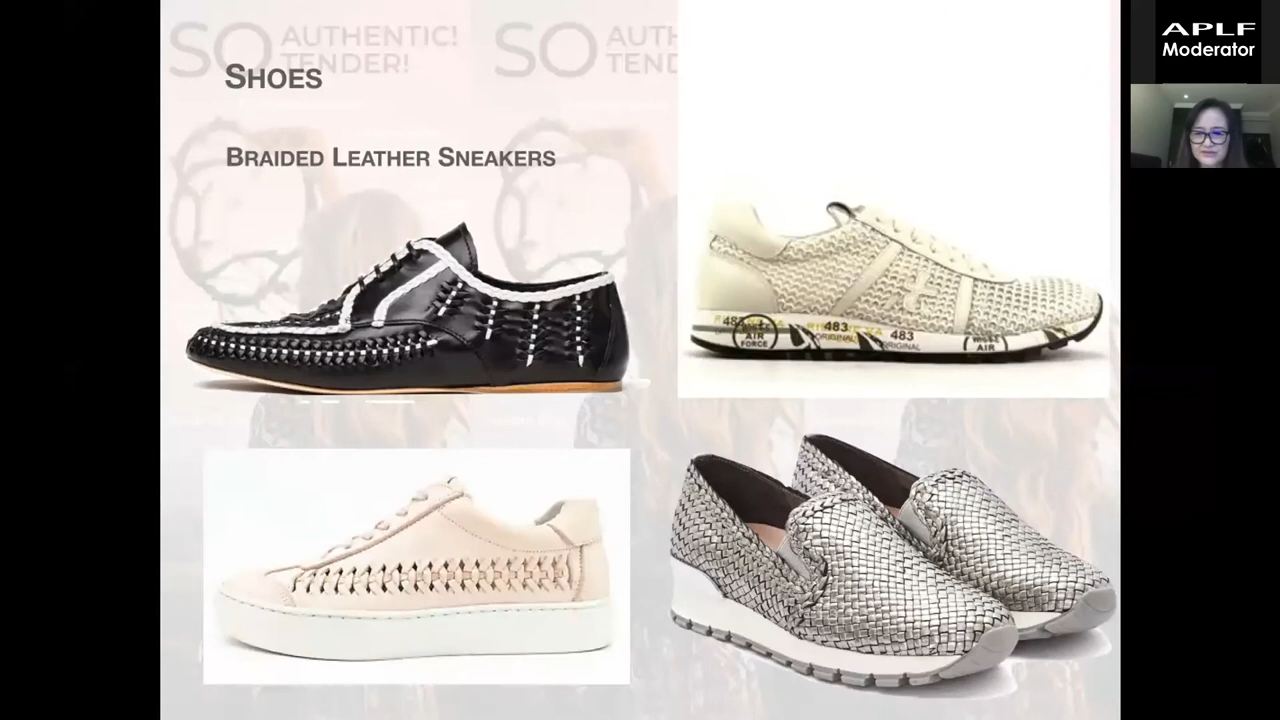 SO AUTHENTIC!
TENDER!
SO AUTH
TEND
SHOES
BRAIDED LEATHER SNEAKERS
APLF
Moderator
483
AIR
FORCE
483
ORIGINAL
483
ORIGINAL
AIR